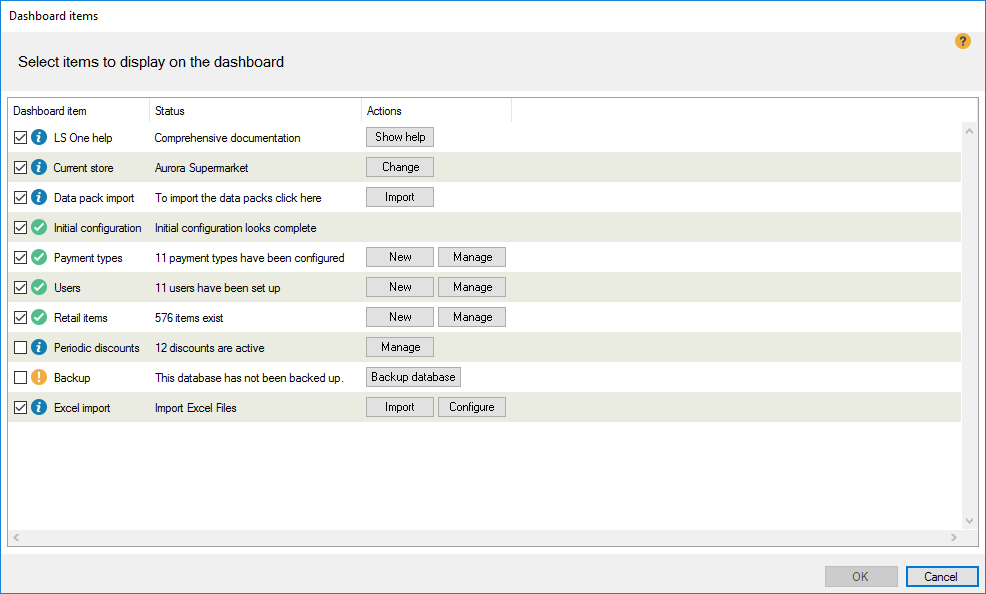 Dashboard items
?
Select items to display on the dashboard
Dashboard item Status Actions
LS One help Comprehensive documentation Show help
Current store Aurora Supermarket Change
Data pack import To import the data packs click here Import
Initial configuration Initial configuration looks complete
Payment types 11 payment types have been configured New Manage
Users 11 users have been set up New Manage
Retail items 576 items exist New Manage
Periodic discounts 12 discounts are active Manage
Backup This database has not been backed up. Backup database
Excel import Import Excel Files Import Configure
OK Cancel